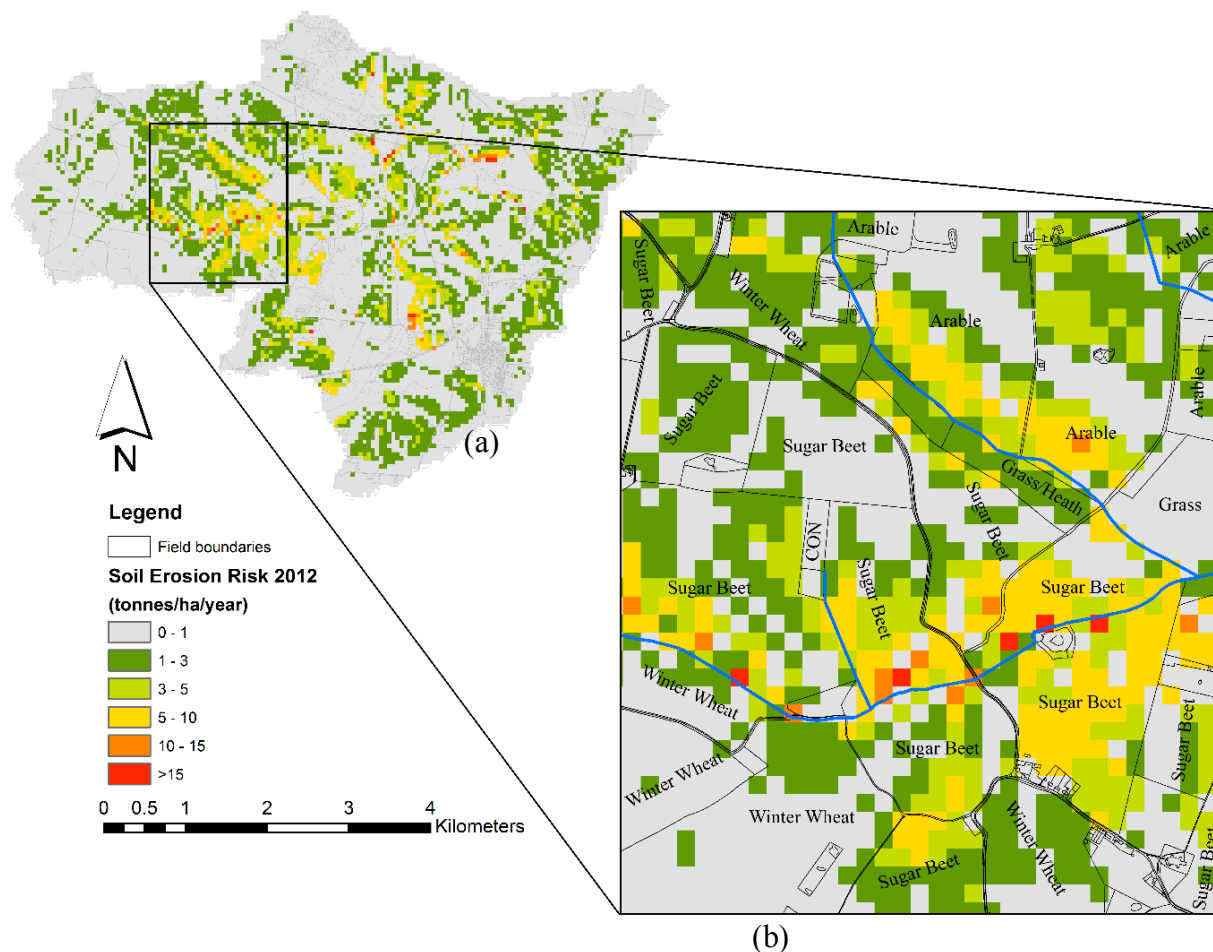 (a)
N
Legend
Field boundaries
Soil Erosion Risk 2012
(tonnes/ha/year)
0 - 1
1 - 3
3 - 5
5 - 10
10 - 15
>15
0 0.5 1 2 3 4
Kilometers
Arable
Arable
Arable
Sugar Beet
Winter Wheat
Arable
Arable
Sugar Beet
Arable
Sugar Beet
Grass/Heath
Grass
Sugar Beet
CON
Sugar Beet
Sugar Beet
Sugar Beet
Winter Wheat
Sugar Beet
Sugar Beet
Sugar Beet
Winter Wheat
Winter Wheat
Winter Wheat
Sugar Beet
Sugar Beet
(b)